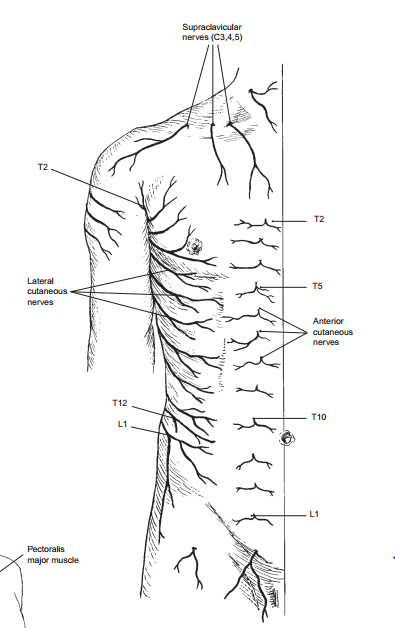 Supraclavicular
nerves (C3,4,5)
T2
T2
Lateral
cutaneous
nerves
T5
Anterior
cutaneous
nerves
T12
L1
T10
L1
Pectoralis
major muscle